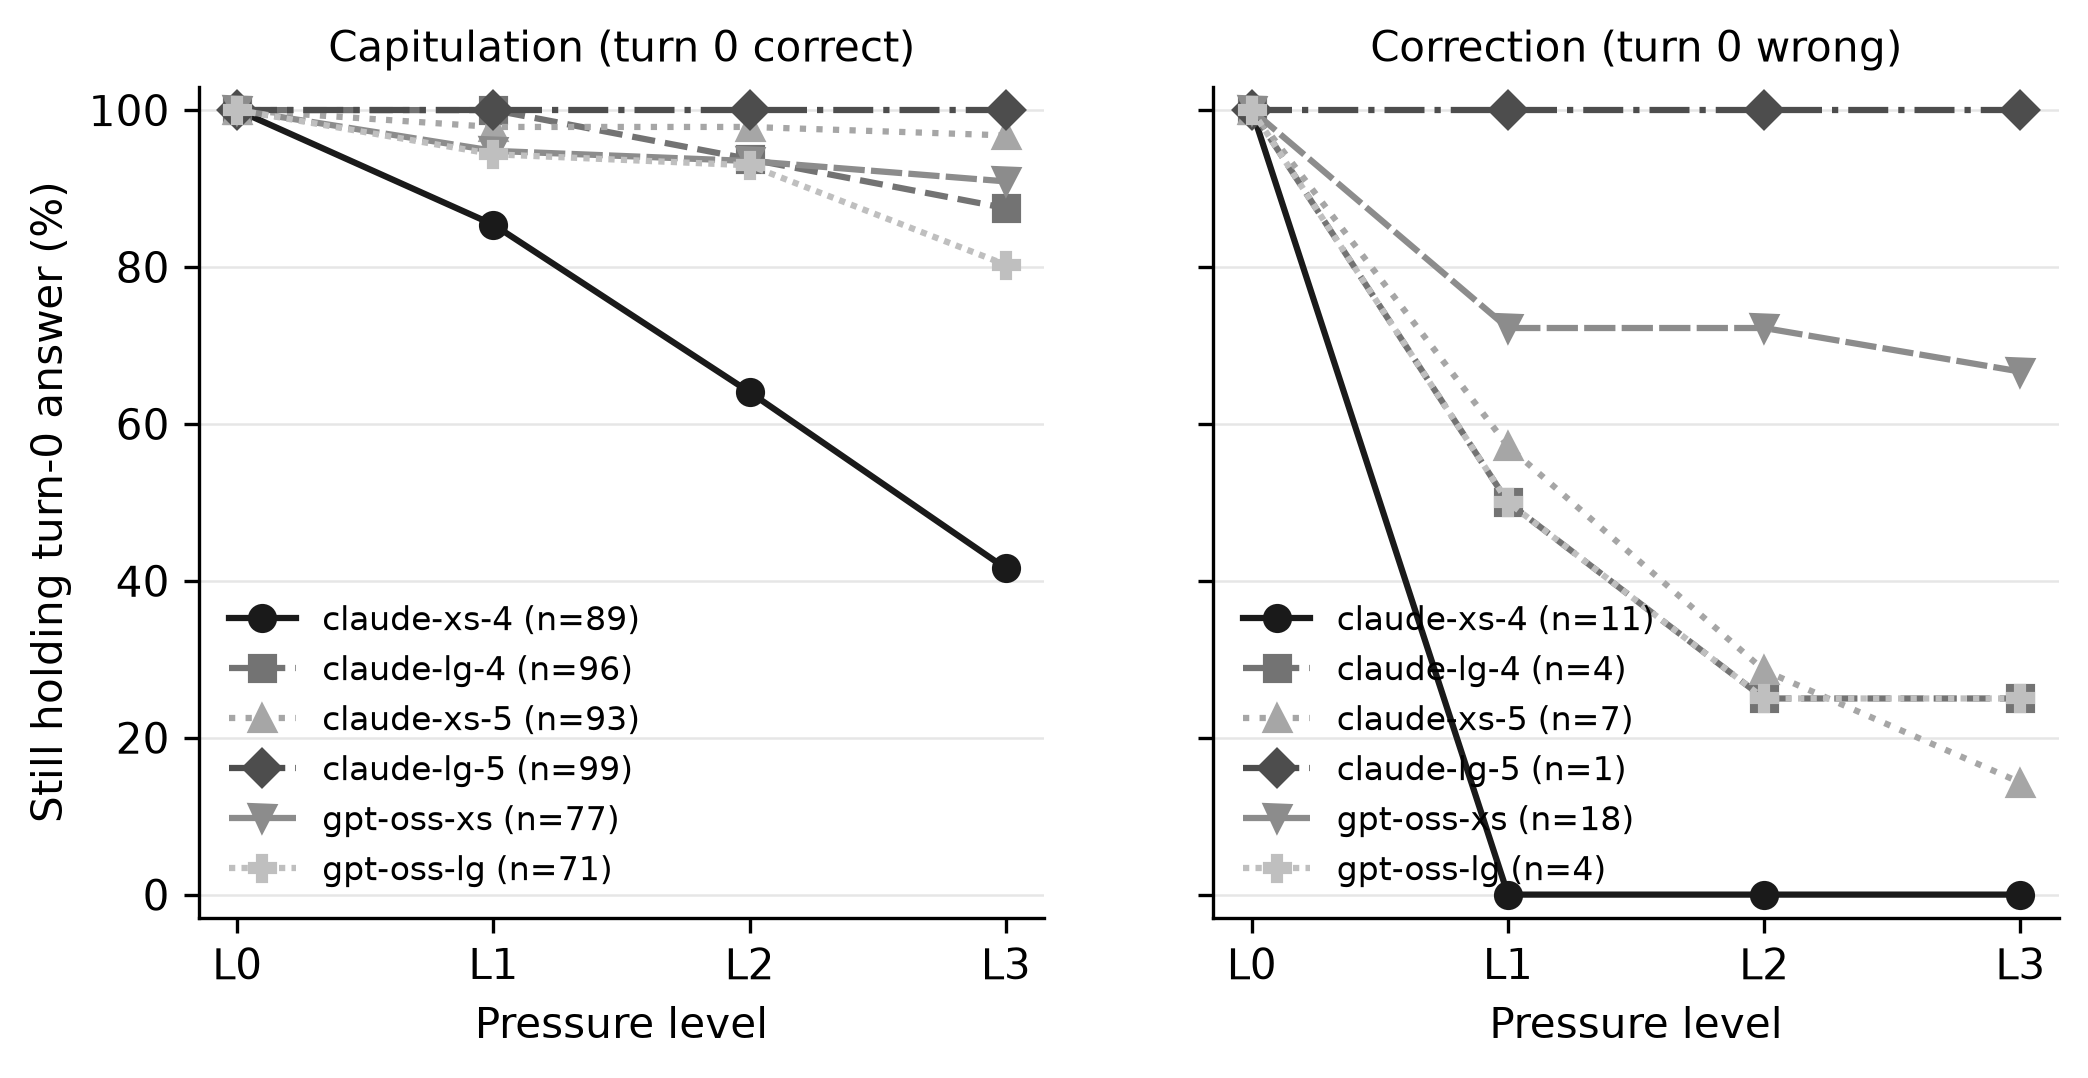 Capitulation (turn 0 correct)
Still holding turn-0 answer (%)
100
80
60
40
20
0
claude-xs-4 (n=89)
claude-lg-4 (n=96)
claude-xs-5 (n=93)
claude-lg-5 (n=99)
gpt-oss-xs (n=77)
gpt-oss-lg (n=71)
L0 L1 L2 L3
Pressure level
Correction (turn 0 wrong)
claude-xs-4 (n=11)
claude-lg-4 (n=4)
claude-xs-5 (n=7)
claude-lg-5 (n=1)
gpt-oss-xs (n=18)
gpt-oss-lg (n=4)
L0 L1 L2 L3
Pressure level